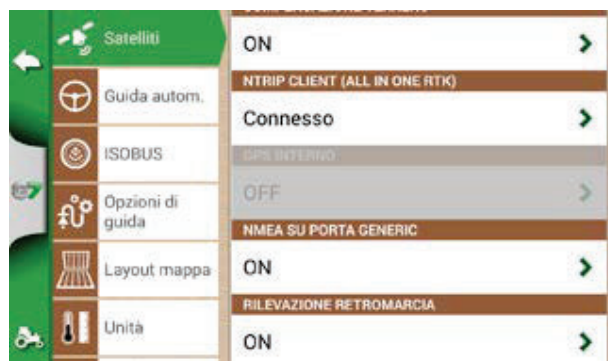 Satelliti
Guida autom.
ISOBUS
Opzioni di
guida
Layout mappa
Unità
ON
NTRIP CLIENT (ALL IN ONE RTK)
Connesso
GPS INTERNO
OFF
NMEA SU PORTA GENERIC
ON
RILEVAZIONE RETROMARCIA
ON